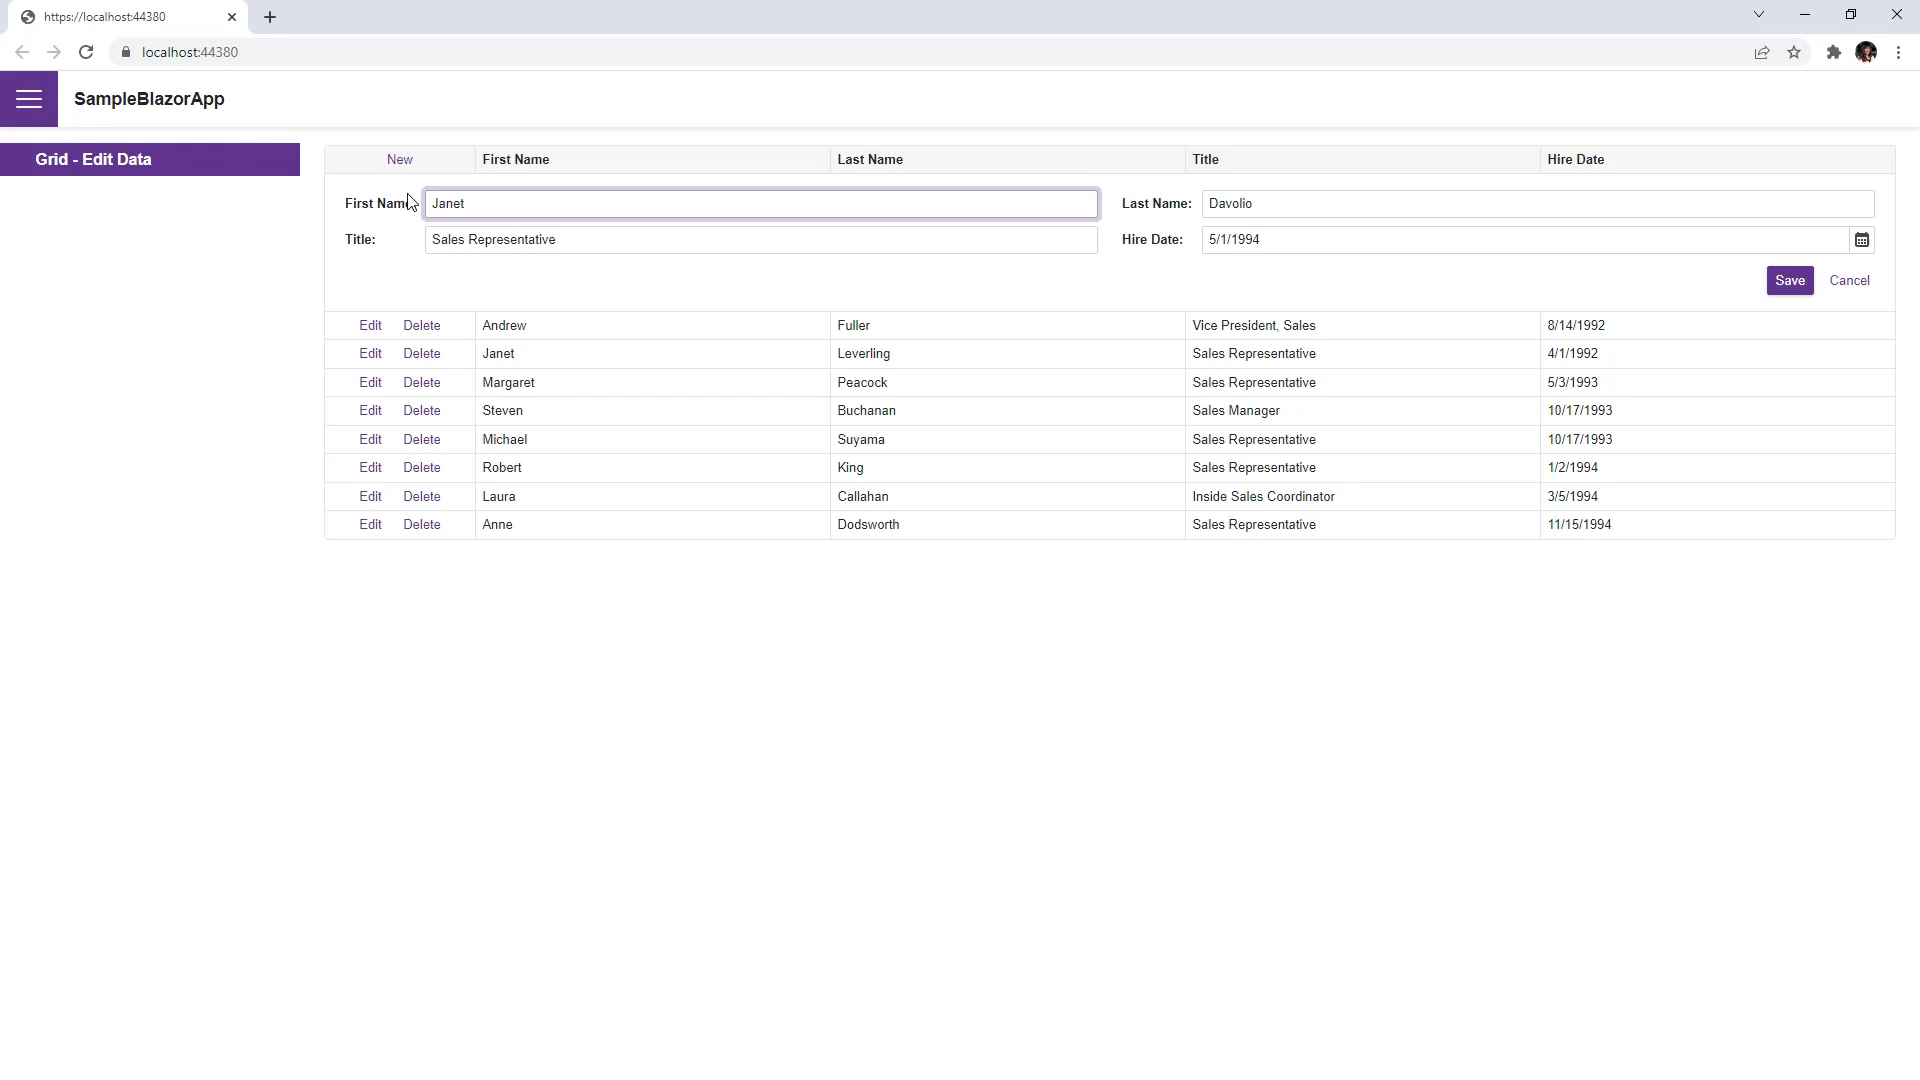 https://localhost:44380
localhost:44380
SampleBlazorApp
Grid - Edit Data
New First Name Last Name Title Hire Date
First Name Janet Last Name: Davolio
Title: Sales Representative Hire Date: 5/1/1994
Save Cancel
Edit Delete Andrew Fuller Vice President, Sales 8/14/1992
Edit Delete Janet Leverling Sales Representative 4/1/1992
Edit Delete Margaret Peacock Sales Representative 5/3/1993
Edit Delete Steven Buchanan Sales Manager 10/17/1993
Edit Delete Michael Suyama Sales Representative 10/17/1993
Edit Delete Robert King Sales Representative 1/2/1994
Edit Delete Laura Callahan Inside Sales Coordinator 3/5/1994
Edit Delete Anne Dodsworth Sales Representative 11/15/1994